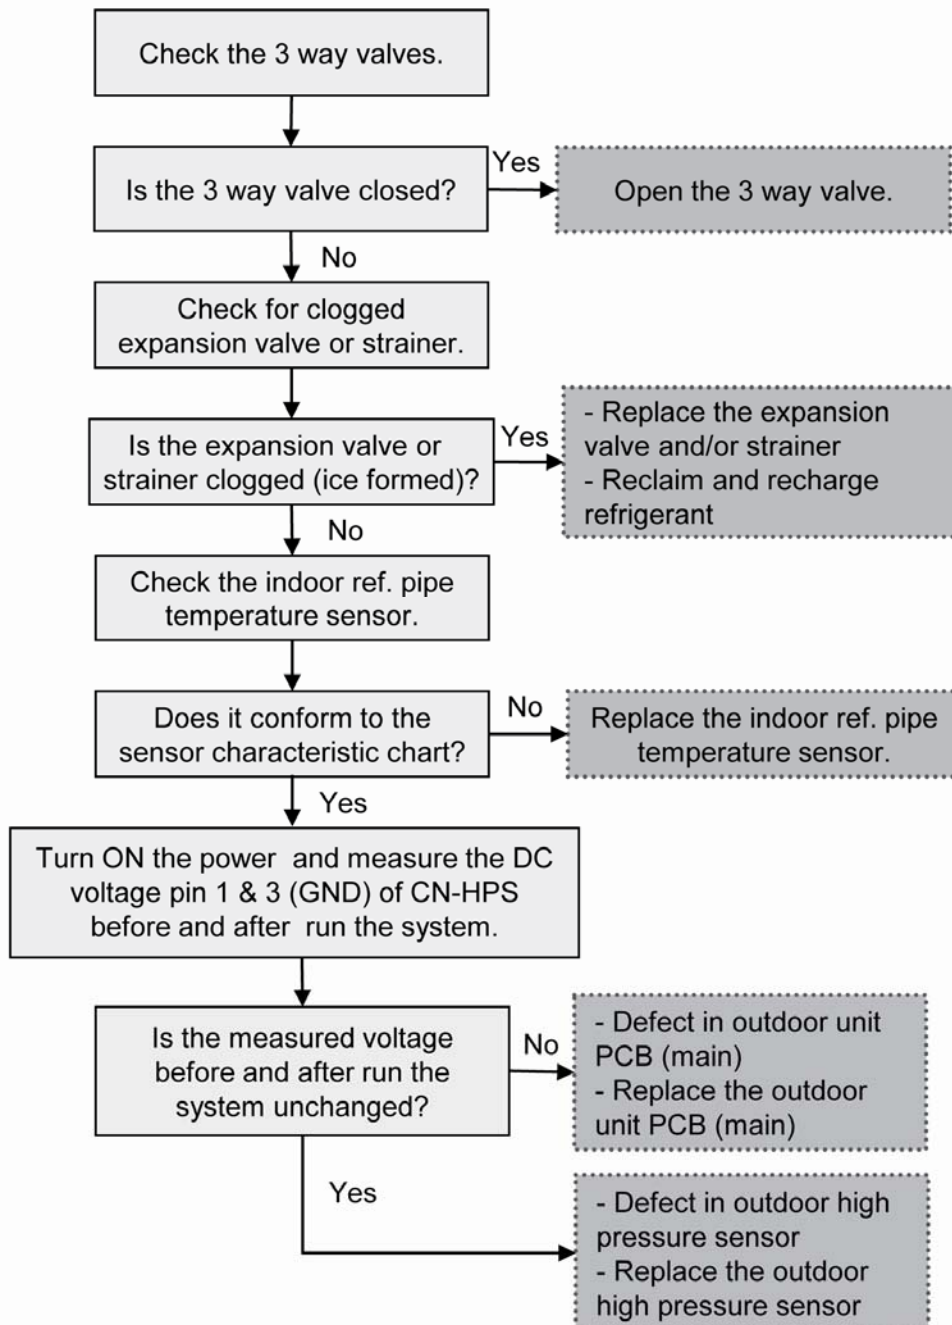 Check the 3 way valves.
Is the 3 way valve closed?
Yes
Open the 3 way valve.
No
Check for clogged
expansion valve or strainer.
Is the expansion valve or
strainer clogged (ice formed)?
Yes
- Replace the expansion
valve and/or strainer
- Reclaim and recharge
refrigerant
No
Check the indoor ref. pipe
temperature sensor.
Does it conform to the
sensor characteristic chart?
No
Replace the indoor ref. pipe
temperature sensor.
Yes
Turn ON the power and measure the DC
voltage pin 1 & 3 (GND) of CN-HPS
before and after run the system.
Is the measured voltage
before and after run the
system unchanged?
No
- Defect in outdoor unit
PCB (main)
- Replace the outdoor
unit PCB (main)
Yes
- Defect in outdoor high
pressure sensor
- Replace the outdoor
high pressure sensor